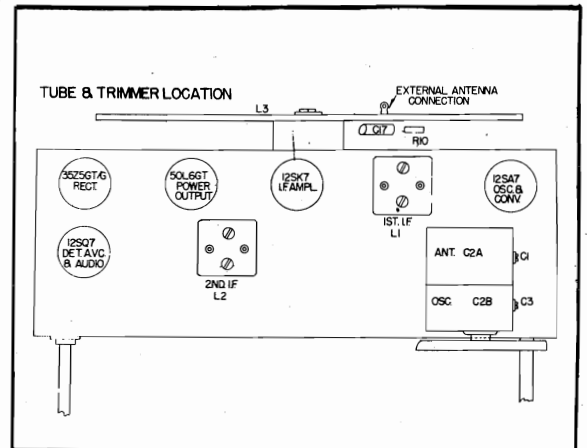 TUBE & TRIMMER LOCATION
L3
EXTERNAL ANTENNA
CONNECTION
C17
R10
35Z5GT/G
RECT.
50L6GT
POWER
OUTPUT
12SK7
I.F. AMPL.
1ST. I.F.
L1
12SA7
OSC. &
CONV.
12SQ7
DET. A.V.C.
& AUDIO
2ND. I.F.
L2
ANT. C2A
C1
OSC. C2B
C3